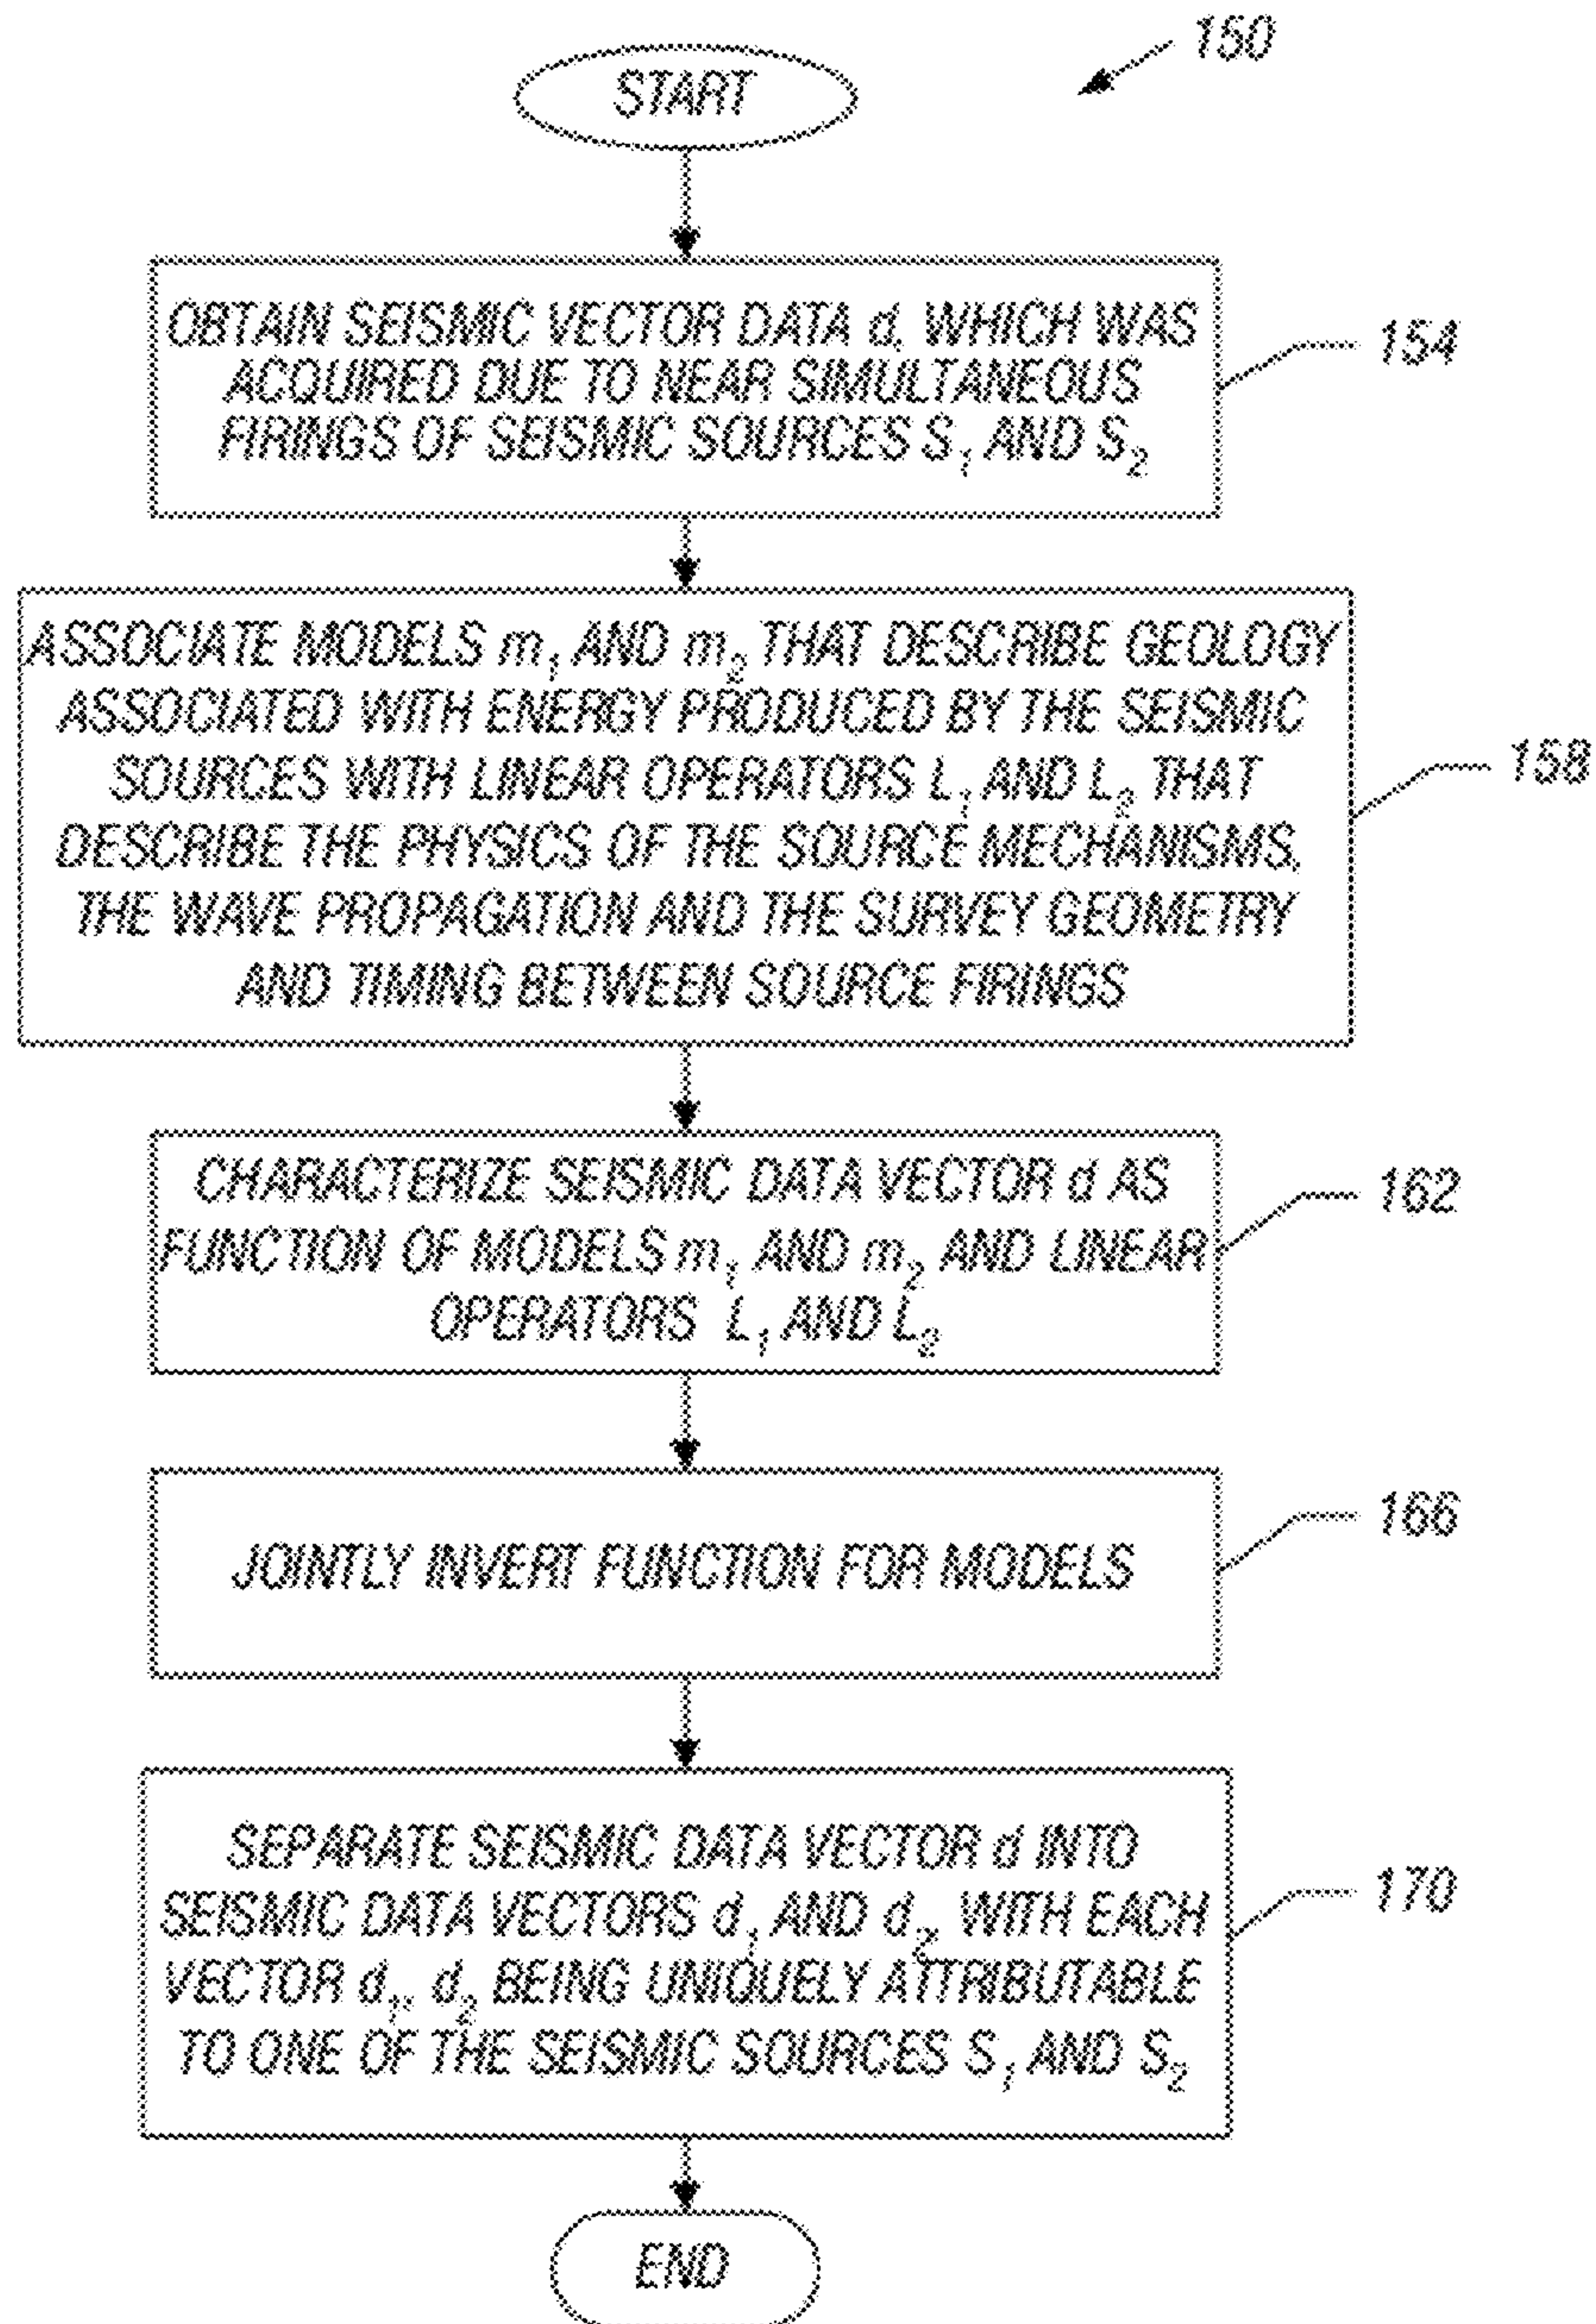 150
START
OBTAIN SEISMIC VECTOR DATA d, WHICH WAS
ACQUIRED DUE TO NEAR SIMULTANEOUS
FIRINGS OF SEISMIC SOURCES S₁ AND S₂
154
ASSOCIATE MODELS m₁ AND m₂ THAT DESCRIBE GEOLOGY
ASSOCIATED WITH ENERGY PRODUCED BY THE SEISMIC
SOURCES WITH LINEAR OPERATORS L₁ AND L₂ THAT
DESCRIBE THE PHYSICS OF THE SOURCE MECHANISMS,
THE WAVE PROPAGATION AND THE SURVEY GEOMETRY
AND TIMING BETWEEN SOURCE FIRINGS
158
CHARACTERIZE SEISMIC DATA VECTOR d AS
FUNCTION OF MODELS m₁ AND m₂ AND LINEAR
OPERATORS L₁ AND L₂
162
JOINTLY INVERT FUNCTION FOR MODELS
166
SEPARATE SEISMIC DATA VECTOR d INTO
SEISMIC DATA VECTORS d₁ AND d₂, WITH EACH
VECTOR d₁, d₂ BEING UNIQUELY ATTRIBUTABLE
TO ONE OF THE SEISMIC SOURCES S₁ AND S₂
170
END